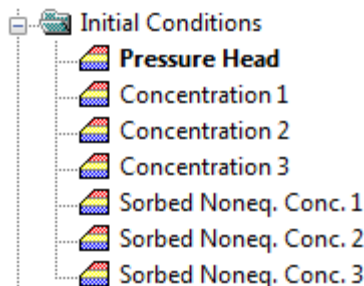 Initial Conditions
Pressure Head
Concentration 1
Concentration 2
Concentration 3
Sorbed Noneq. Conc. 1
Sorbed Noneq. Conc. 2
Sorbed Noneq. Conc. 3